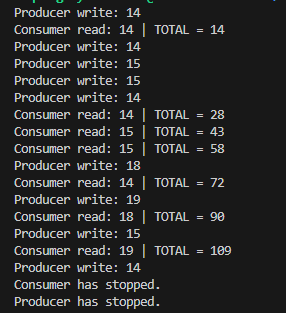 Producer write: 14
Consumer read: 14 | TOTAL = 14
Producer write: 14
Producer write: 15
Producer write: 15
Producer write: 14
Consumer read: 14 | TOTAL = 28
Consumer read: 15 | TOTAL = 43
Consumer read: 15 | TOTAL = 58
Producer write: 18
Consumer read: 14 | TOTAL = 72
Producer write: 19
Consumer read: 18 | TOTAL = 90
Producer write: 15
Consumer read: 19 | TOTAL = 109
Producer write: 14
Consumer has stopped.
Producer has stopped.